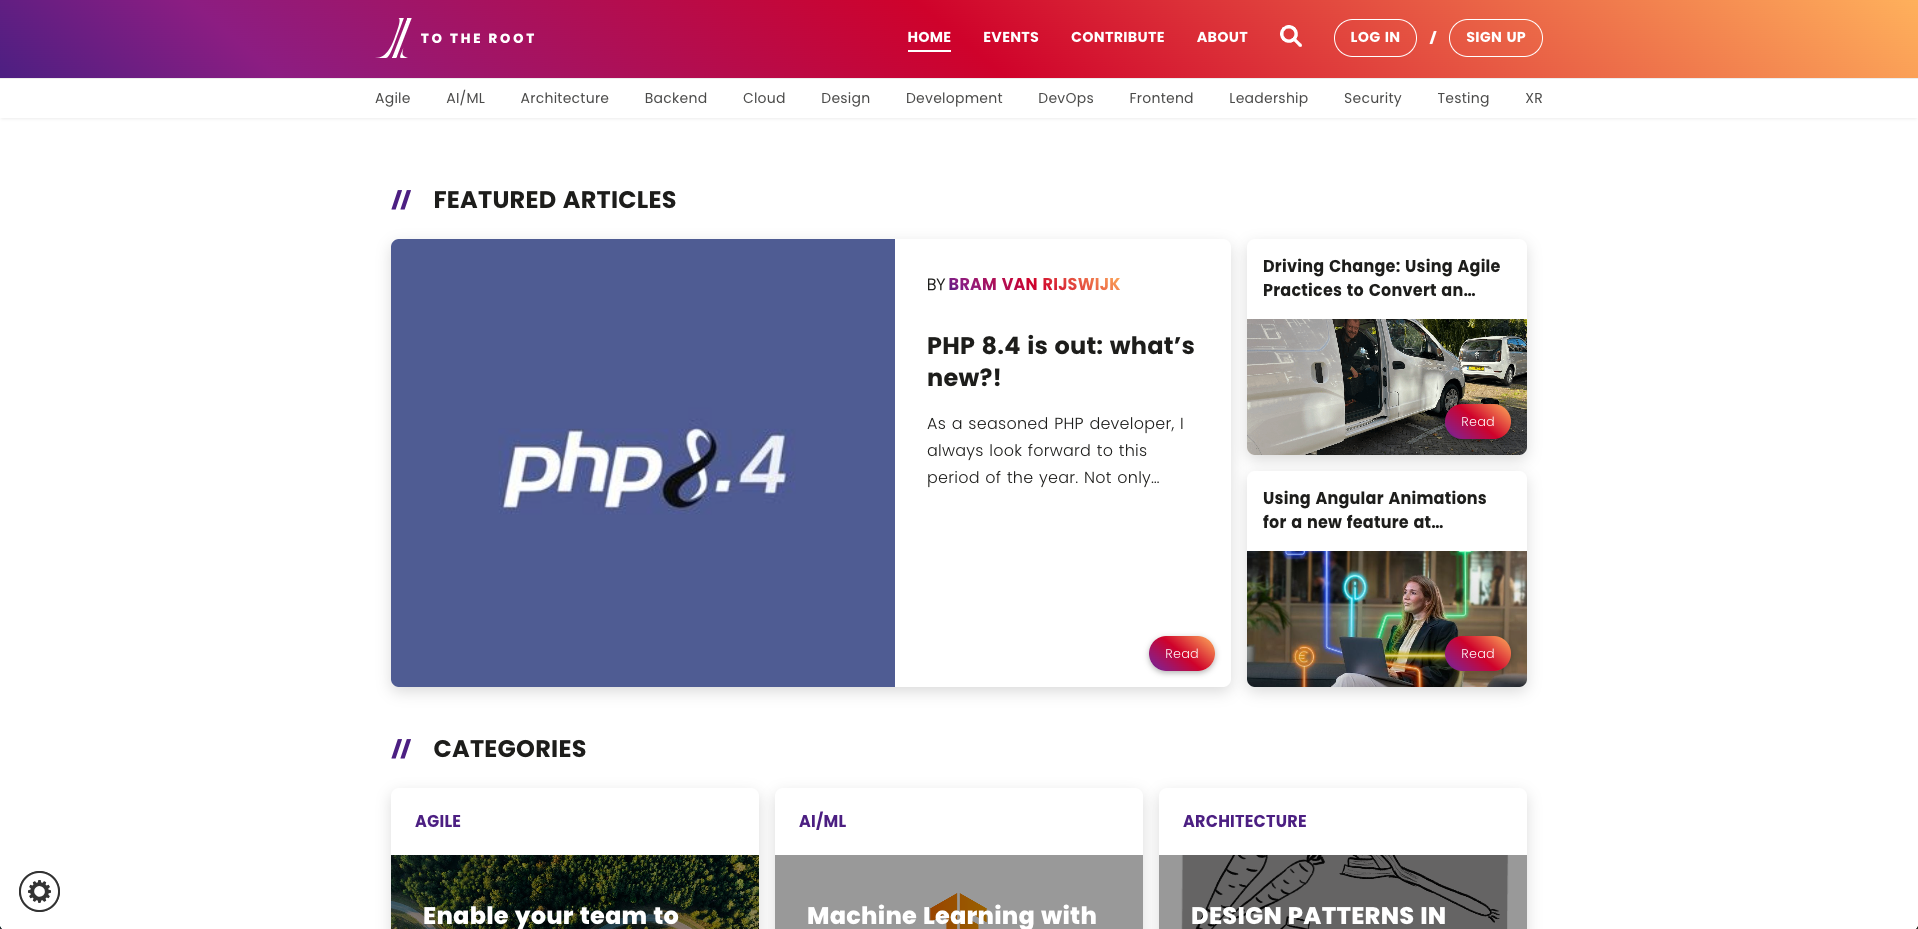 TO THE ROOT
HOME
EVENTS
CONTRIBUTE
ABOUT
LOG IN
/
SIGN UP
Agile
AI/ML
Architecture
Backend
Cloud
Design
Development
DevOps
Frontend
Leadership
Security
Testing
XR
// FEATURED ARTICLES
php8.4
BY BRAM VAN RIJSWIJK
PHP 8.4 is out: what’s
new?!
As a seasoned PHP developer, I
always look forward to this
period of the year. Not only…
Read
Driving Change: Using Agile
Practices to Convert an…
Read
Using Angular Animations
for a new feature at…
Read
// CATEGORIES
AGILE
Enable your team to
AI/ML
Machine Learning with
ARCHITECTURE
DESIGN PATTERNS IN